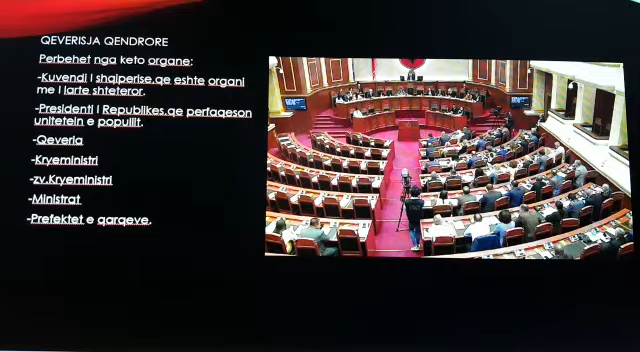 QEVERISJA QENDRORE
Perbehet nga keto organe:
-Kuvendi I shqiperise,qe eshte organi
me I larte shteteror.
-Presidenti I Republikes,qe perfaqeson
unitetein e popullit.
-Qeveria
-Kryeministri
-zv.Kryeministri
-Ministrat
-Prefektet e qarqeve.